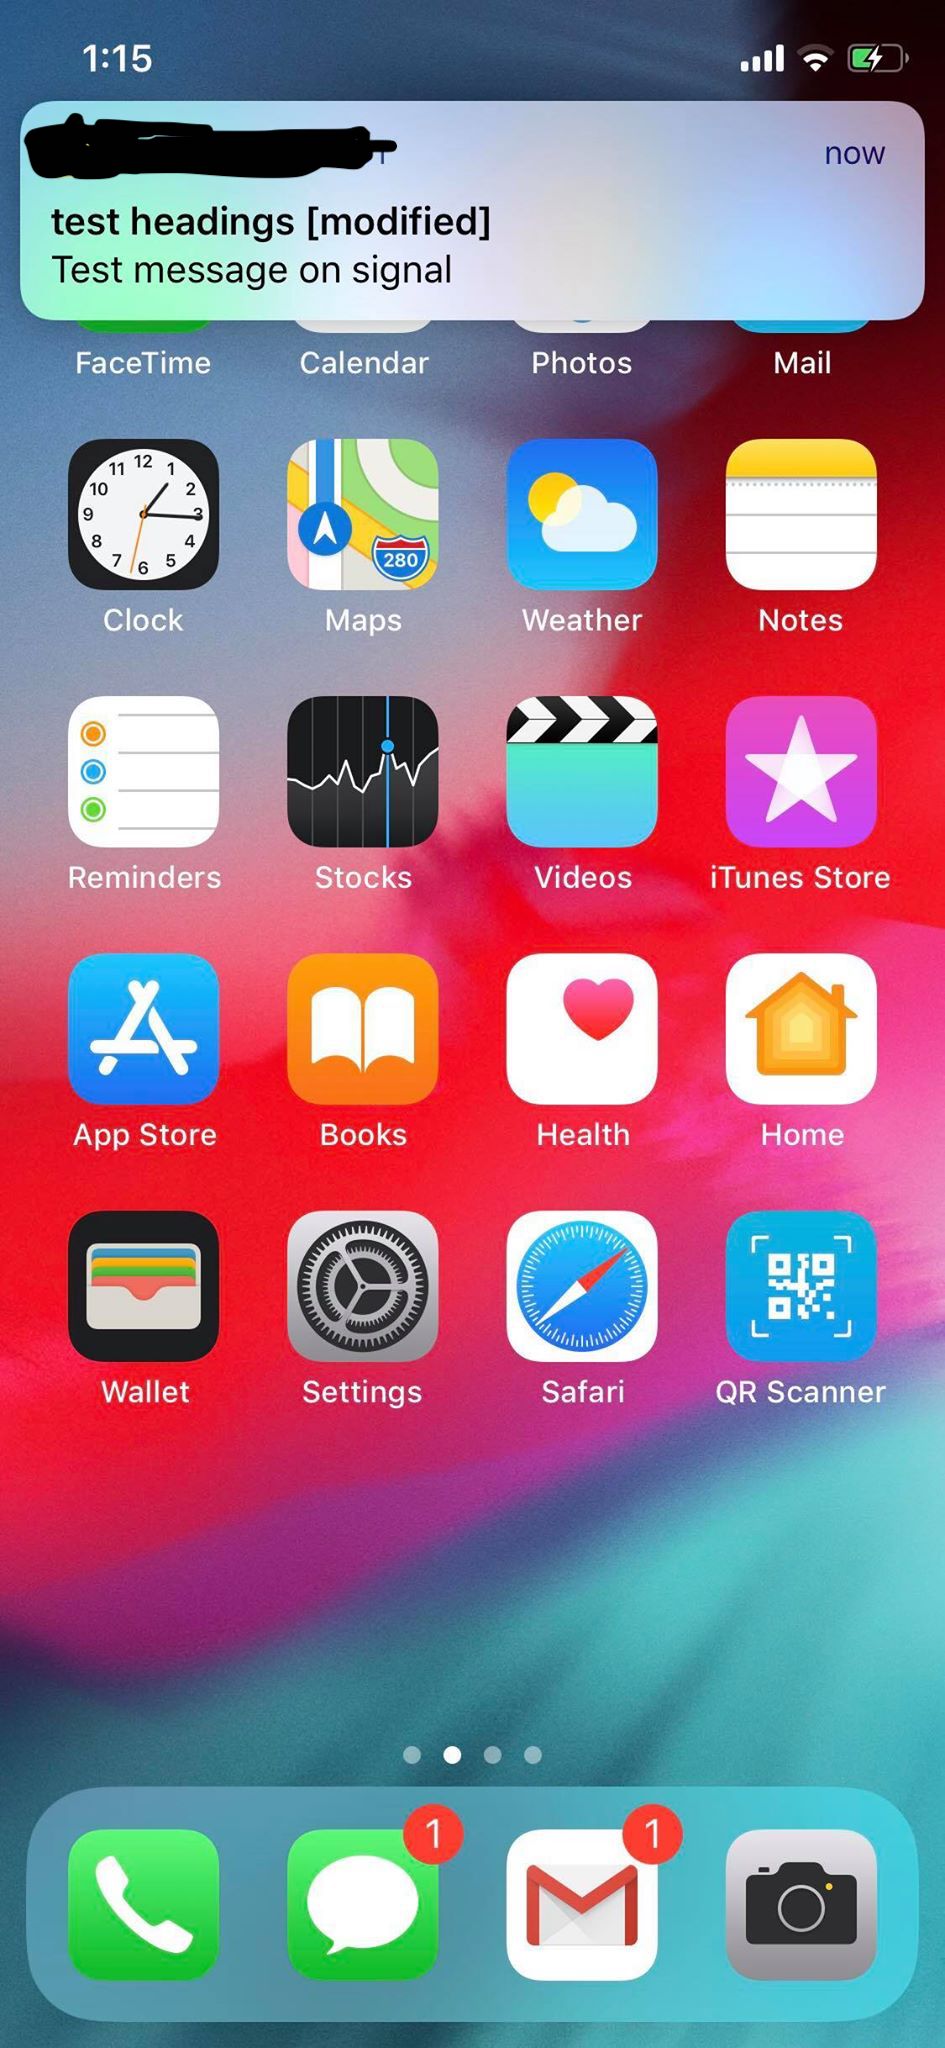 1:15
now
test headings [modified]
Test message on signal
FaceTime Calendar Photos Mail
11 12 1
10 2
9 3
8 4
7 6 5
280
Clock Maps Weather Notes
Reminders Stocks Videos iTunes Store
App Store Books Health Home
Wallet Settings Safari QR Scanner
1 1